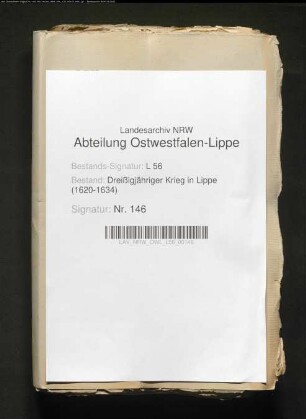 Landesarchiv NRW
Abteilung Ostwestfalen-Lippe
Bestands-Signatur: L 56
Bestand: Dreißigjähriger Krieg in Lippe
(1620-1634)
Signatur: Nr. 146